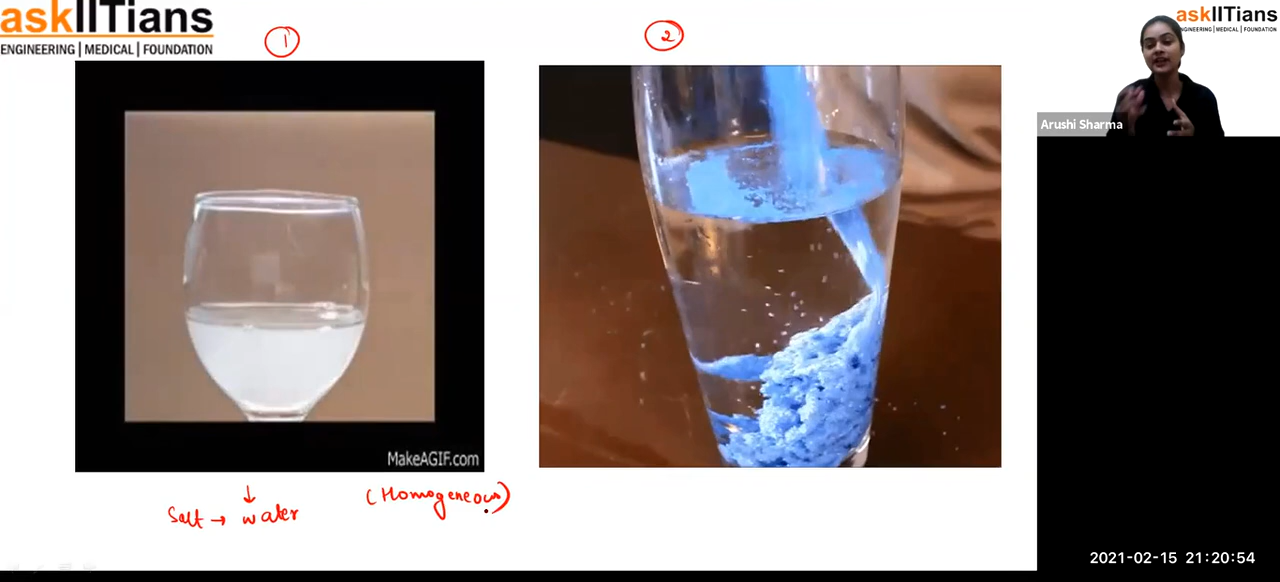 askIITians
ENGINEERING | MEDICAL | FOUNDATION
1
2
askIITians
ENGINEERING | MEDICAL | FOUNDATION
Arushi Sharma
MakeAGIF.com
(Homogeneous)
Salt → water
2021-02-15 21:20:54